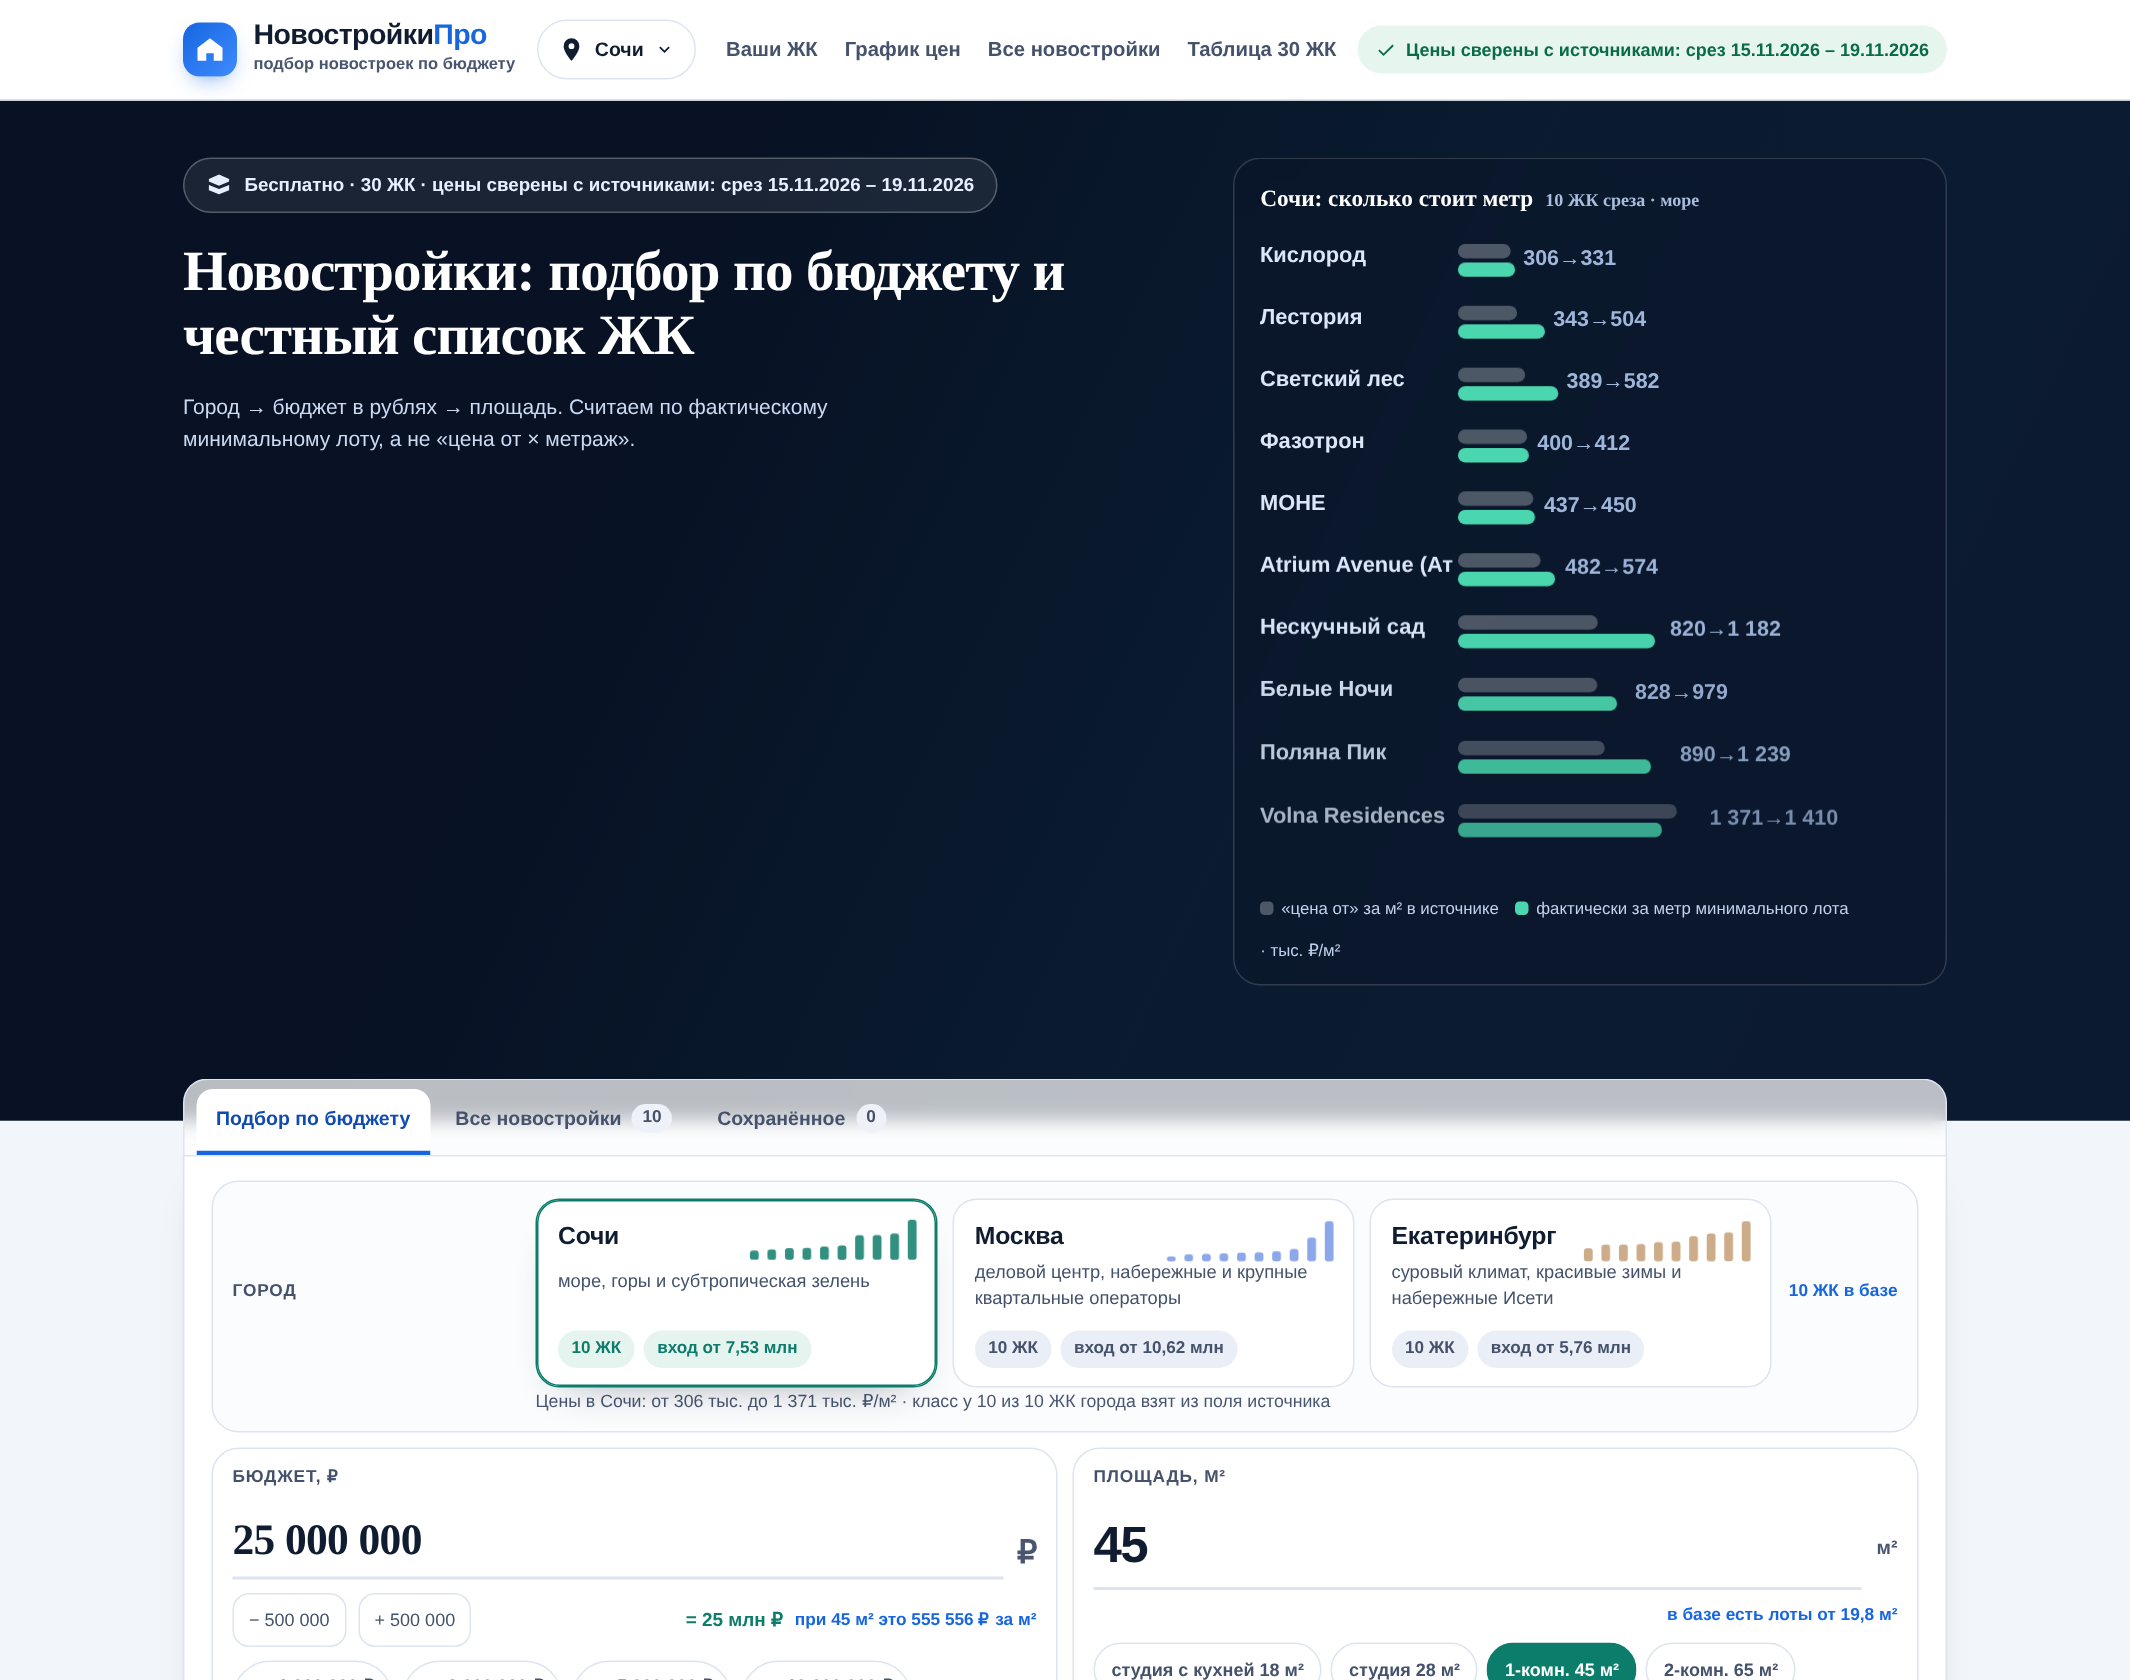 НовостройкиПро
подбор новостроек по бюджету
Сочи
Ваши ЖК
График цен
Все новостройки
Таблица 30 ЖК
Цены сверены с источниками: срез 15.11.2026 – 19.11.2026
Бесплатно · 30 ЖК · цены сверены с источниками: срез 15.11.2026 – 19.11.2026
Новостройки: подбор по бюджету и
честный список ЖК
Город → бюджет в рублях → площадь. Считаем по фактическому
минимальному лоту, а не «цена от × метраж».
Сочи: сколько стоит метр 10 ЖК среза · море
Кислород 306→331
Лестория 343→504
Светский лес 389→582
Фазотрон 400→412
МОНЕ 437→450
Atrium Avenue (Ат 482→574
Нескучный сад 820→1 182
Белые Ночи 828→979
Поляна Пик 890→1 239
Volna Residences 1 371→1 410
«цена от» за м² в источнике фактически за метр минимального лота
· тыс. ₽/м²
Подбор по бюджету
Все новостройки 10
Сохранённое 0
ГОРОД
Сочи
море, горы и субтропическая зелень
10 ЖК вход от 7,53 млн
Москва
деловой центр, набережные и крупные
квартальные операторы
10 ЖК вход от 10,62 млн
Екатеринбург
суровый климат, красивые зимы и
набережные Исети
10 ЖК вход от 5,76 млн
10 ЖК в базе
Цены в Сочи: от 306 тыс. до 1 371 тыс. ₽/м² · класс у 10 из 10 ЖК города взят из поля источника
БЮДЖЕТ, ₽
25 000 000 ₽
− 500 000
+ 500 000
= 25 млн ₽ при 45 м² это 555 556 ₽ за м²
ПЛОЩАДЬ, М²
45 м²
в базе есть лоты от 19,8 м²
студия с кухней 18 м²
студия 28 м²
1-комн. 45 м²
2-комн. 65 м²